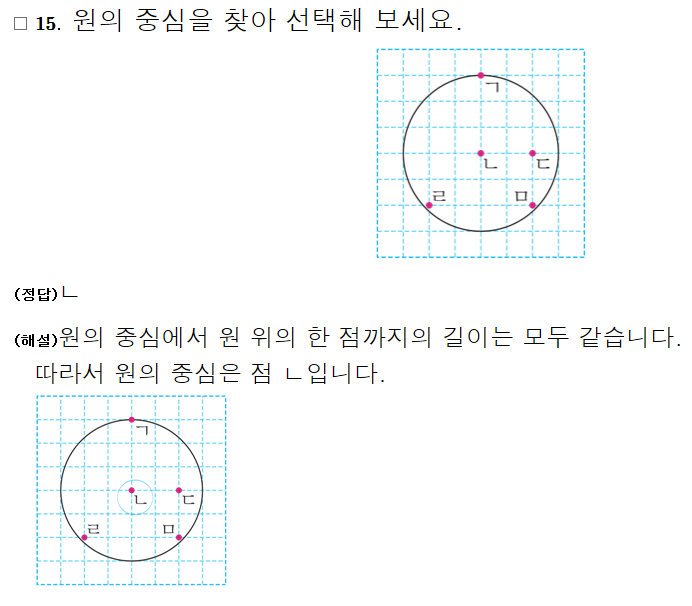 □ 15. 원의 중심을 찾아 선택해 보세요.
ㄱ
ㄴ ㄷ
ㄹ ㅁ
(정답)ㄴ
(해설)원의 중심에서 원 위의 한 점까지의 길이는 모두 같습니다.
따라서 원의 중심은 점 ㄴ입니다.
ㄱ
ㄴ ㄷ
ㄹ ㅁ